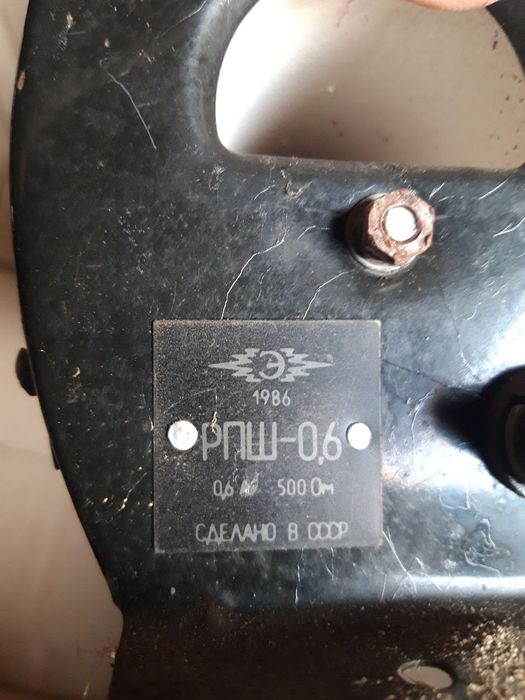 Э
1986
РПШ-0,6
0,6 А 500 Ом
СДЕЛАНО В СССР